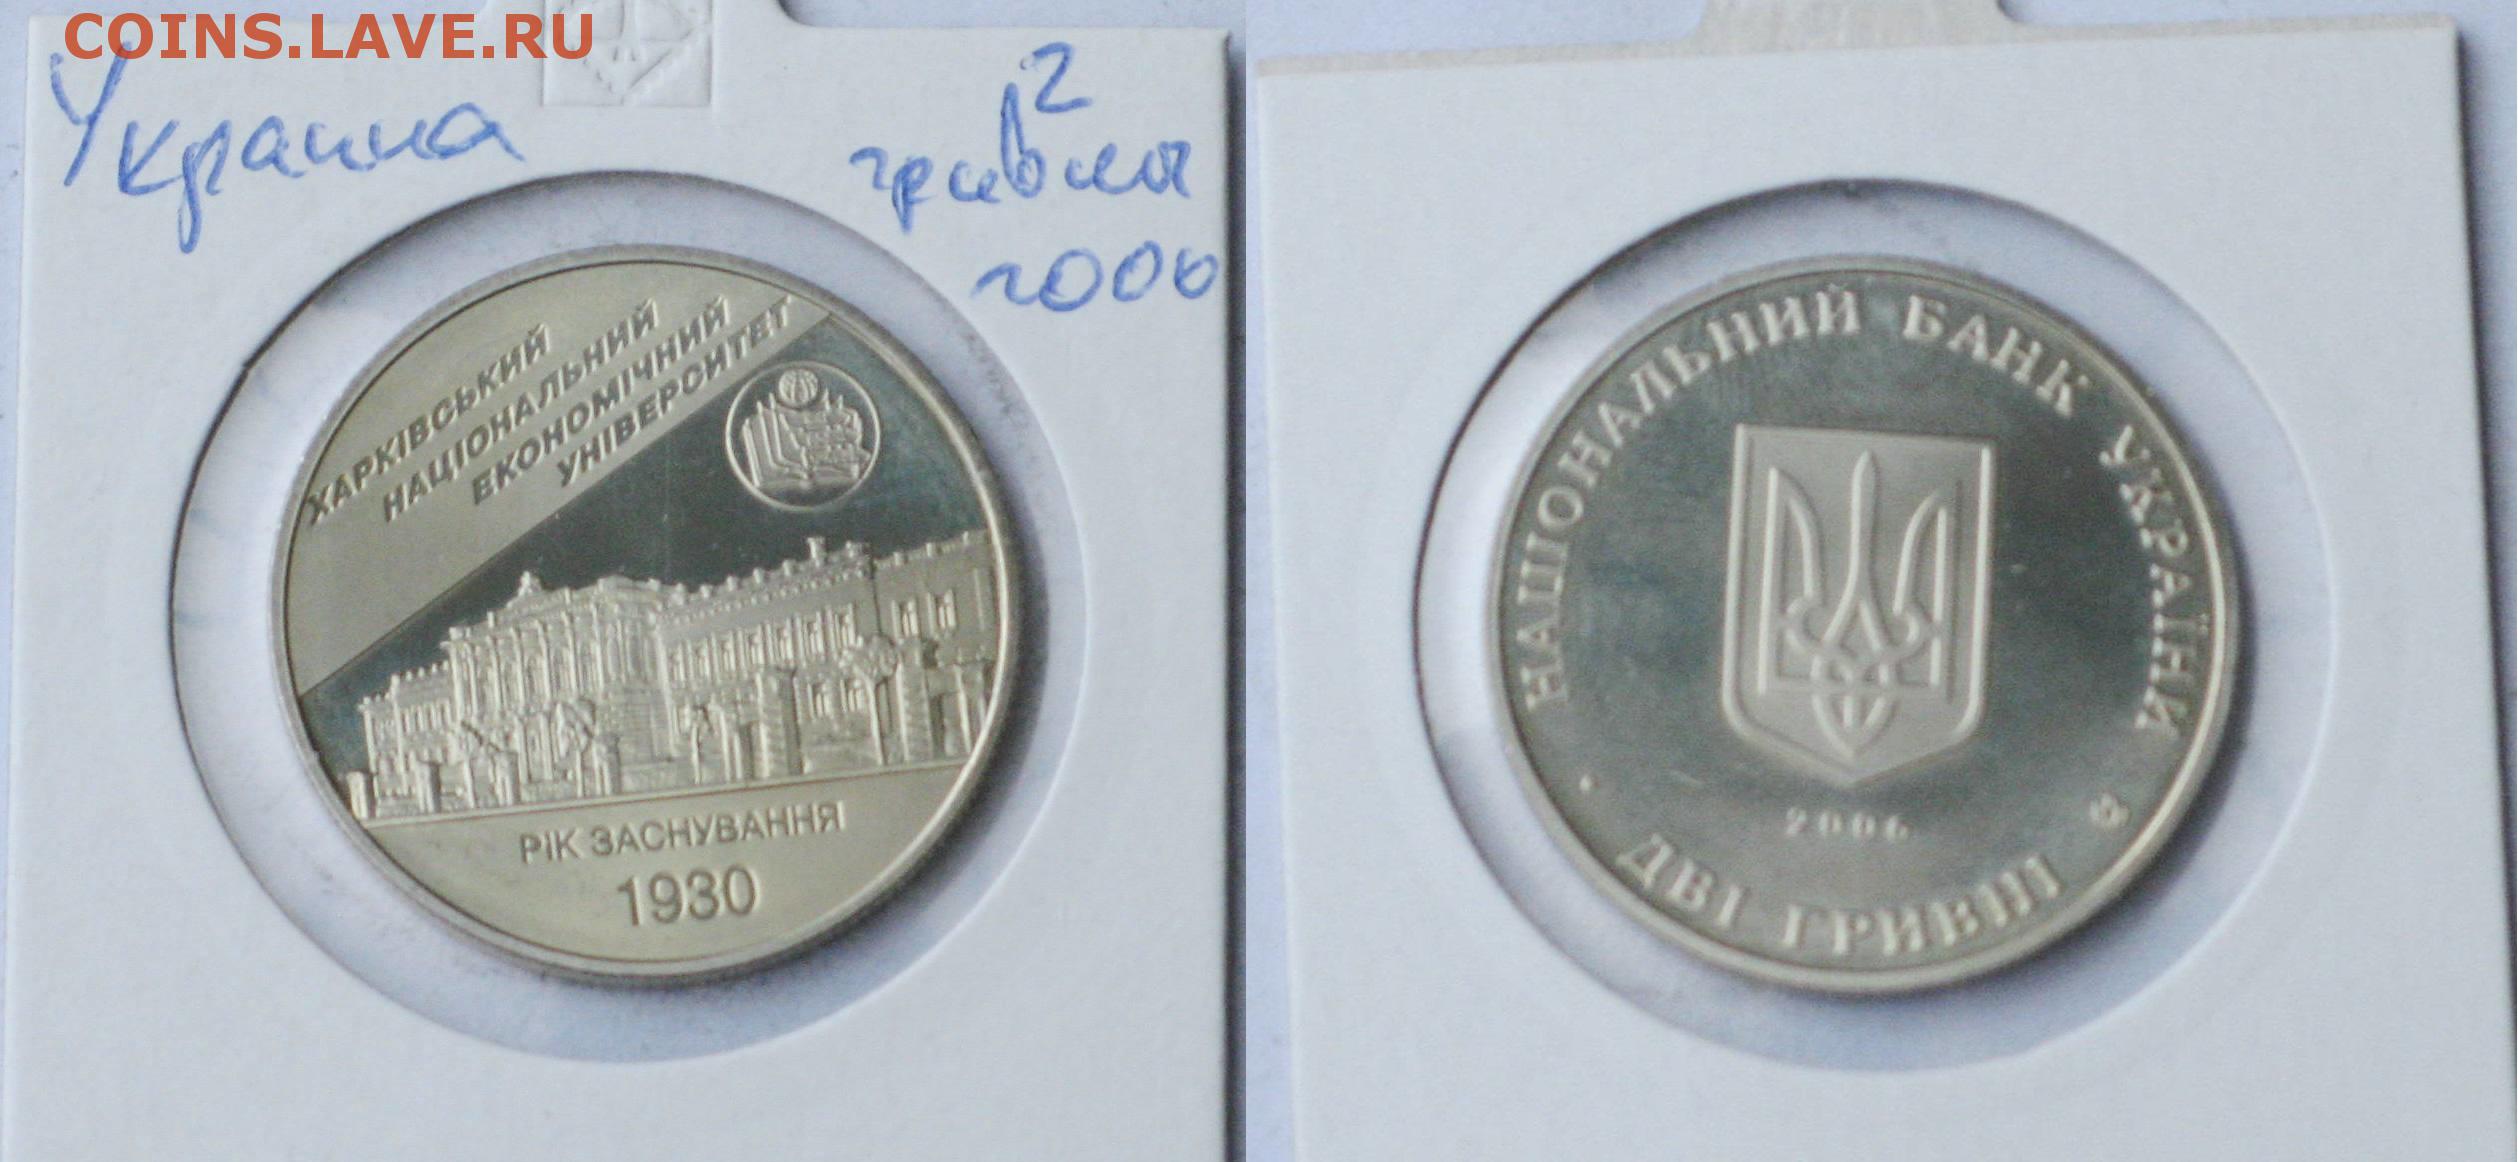 COINS.LAVE.RU
Украина
2
гривны
2006
ХАРКІВСЬКИЙ
НАЦІОНАЛЬНИЙ
ЕКОНОМІЧНИЙ
УНІВЕРСИТЕТ
РІК ЗАСНУВАННЯ
1930
НАЦІОНАЛЬНИЙ БАНК УКРАЇНИ
2006
ДВІ ГРИВНІ